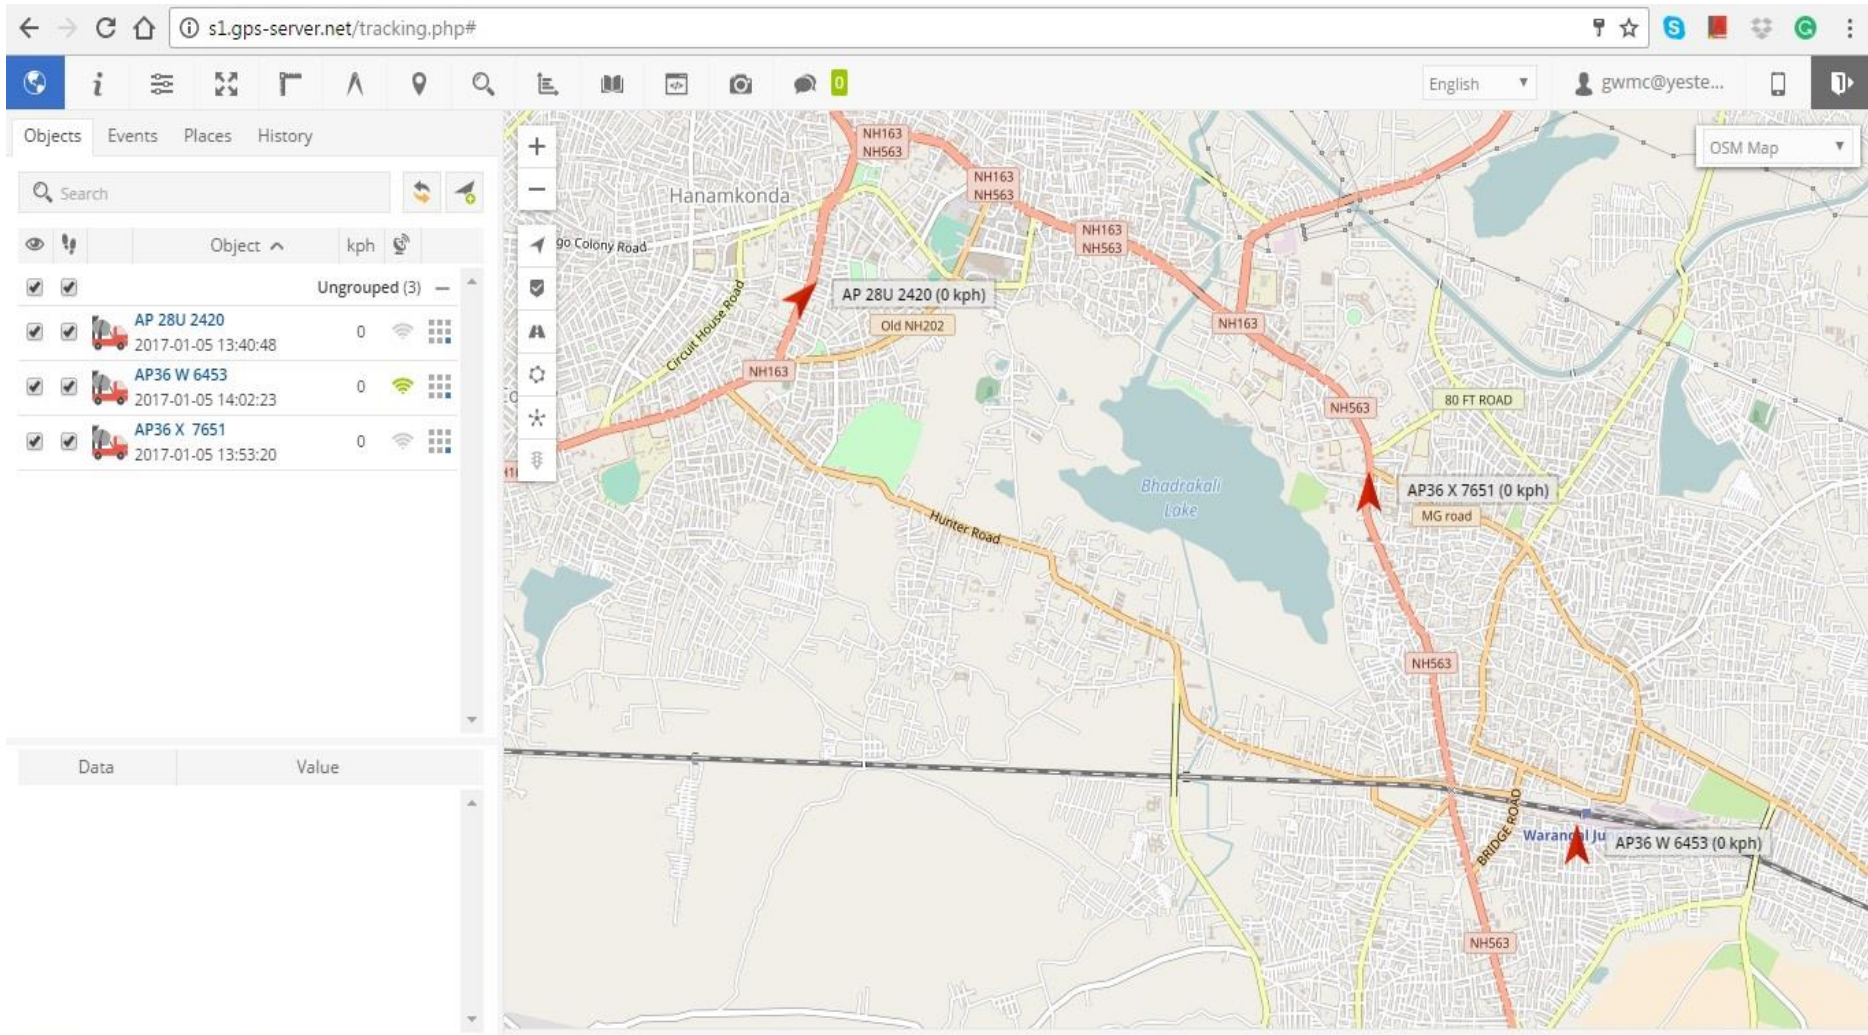 s1.gps-server.net/tracking.php#
0
English
gwmc@yeste...
Objects Events Places History
Search
Object kph
Ungrouped (3)
AP 28U 2420
2017-01-05 13:40:48
0
AP36 W 6453
2017-01-05 14:02:23
0
AP36 X 7651
2017-01-05 13:53:20
0
Data Value
OSM Map
NH163
NH563
NH163
NH563
Hanamkonda
NH163
NH563
go Colony Road
AP 28U 2420 (0 kph)
Circuit House Road
Old NH202
NH163
NH163
NH563
80 FT ROAD
Bhadrakali
Lake
AP36 X 7651 (0 kph)
MG road
Hunter Road
NH563
BRIDGE ROAD
Warangal Ju
AP36 W 6453 (0 kph)
NH563